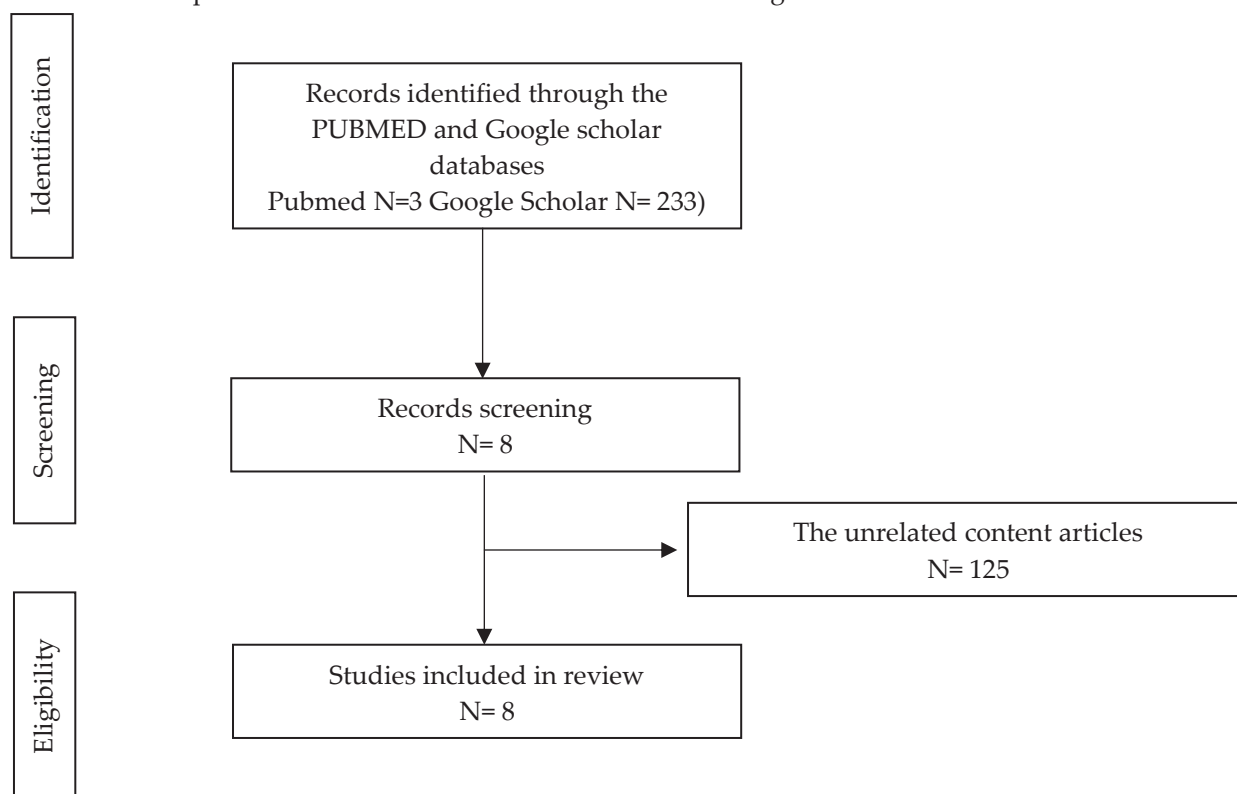 Identification
Records identified through the
PUBMED and Google scholar
databases
Pubmed N=3 Google Scholar N= 233)
Screening
Records screening
N= 8
The unrelated content articles
N= 125
Eligibility
Studies included in review
N= 8